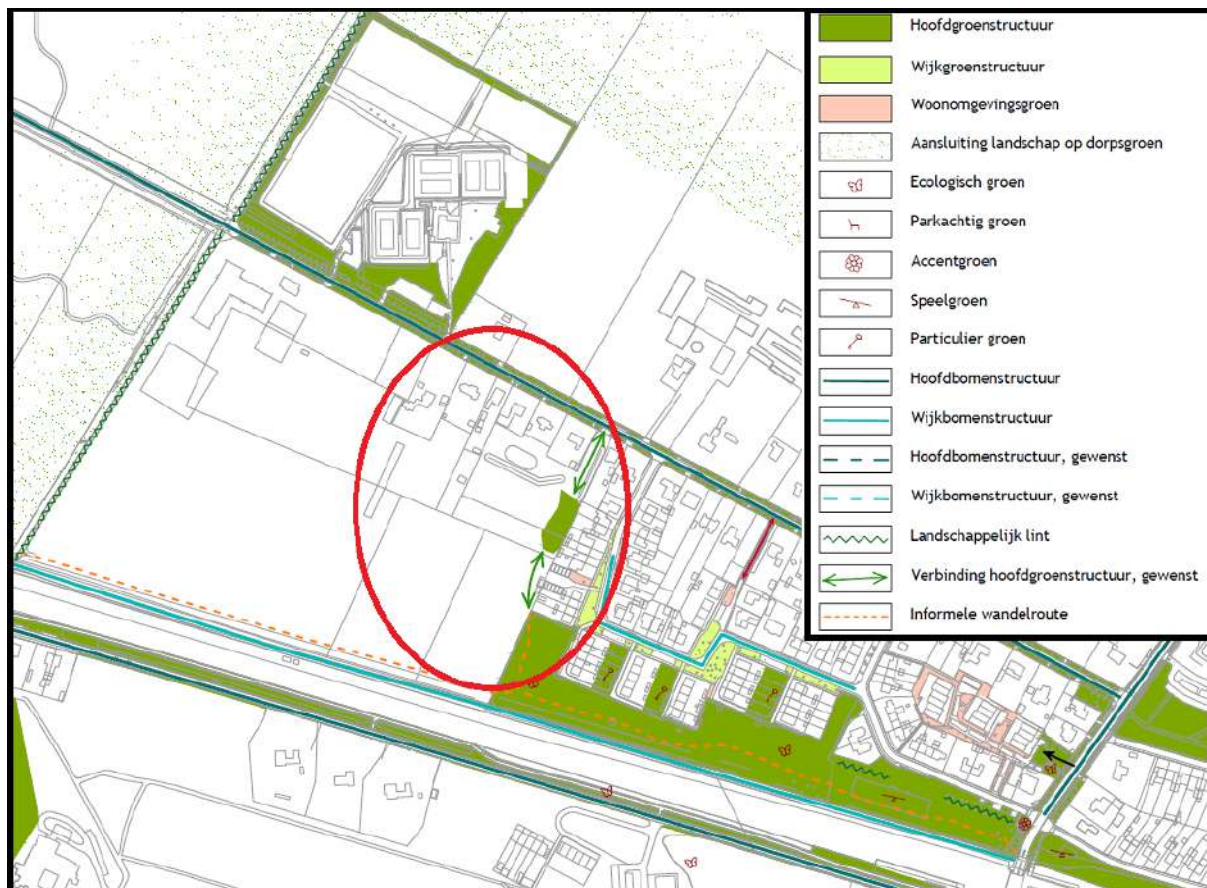 Hoofdgroenstructuur
Wijkgroenstructuur
Woonomgevingsgroen
Aansluiting landschap op dorpsgroen
Ecologisch groen
Parkachtig groen
Accentgroen
Speelgroen
Particulier groen
Hoofdbomenstructuur
Wijkbomenstructuur
Hoofdbomenstructuur, gewenst
Wijkbomenstructuur, gewenst
Landschappelijk lint
Verbinding hoofdgroenstructuur, gewenst
Informele wandelroute